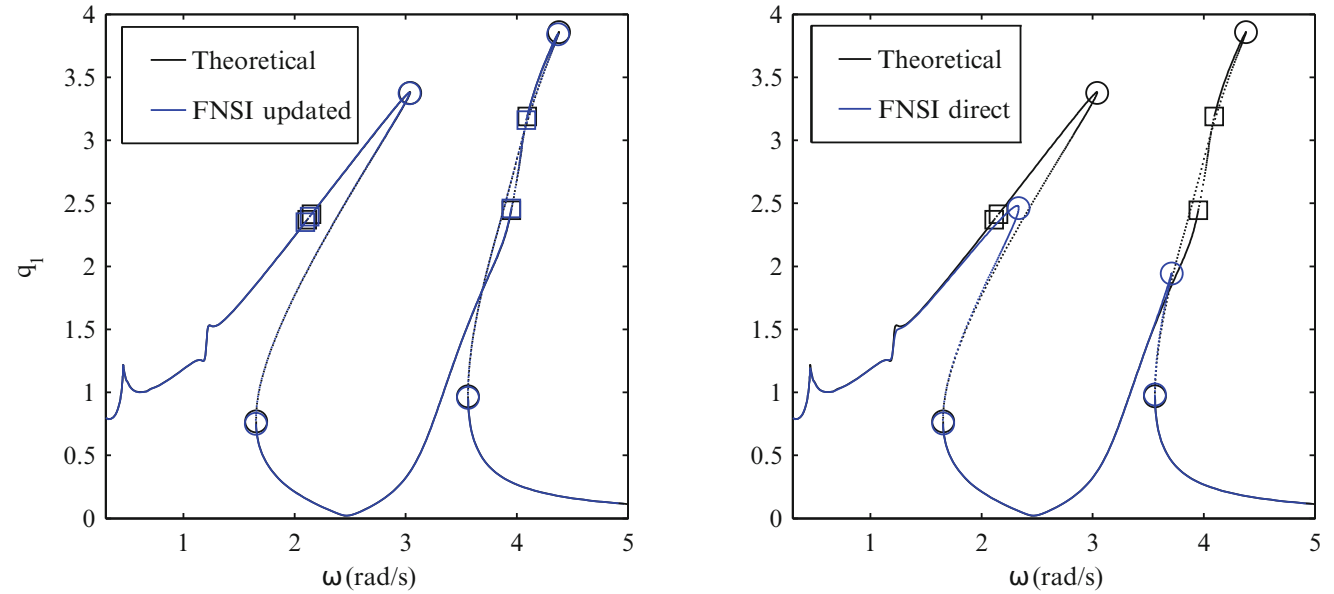 4
3.5
3
2.5
2
1.5
1
0.5
0
q1
1 2 3 4 5
ω (rad/s)
Theoretical
FNSI updated
4
3.5
3
2.5
2
1.5
1
0.5
0
1 2 3 4 5
ω (rad/s)
Theoretical
FNSI direct